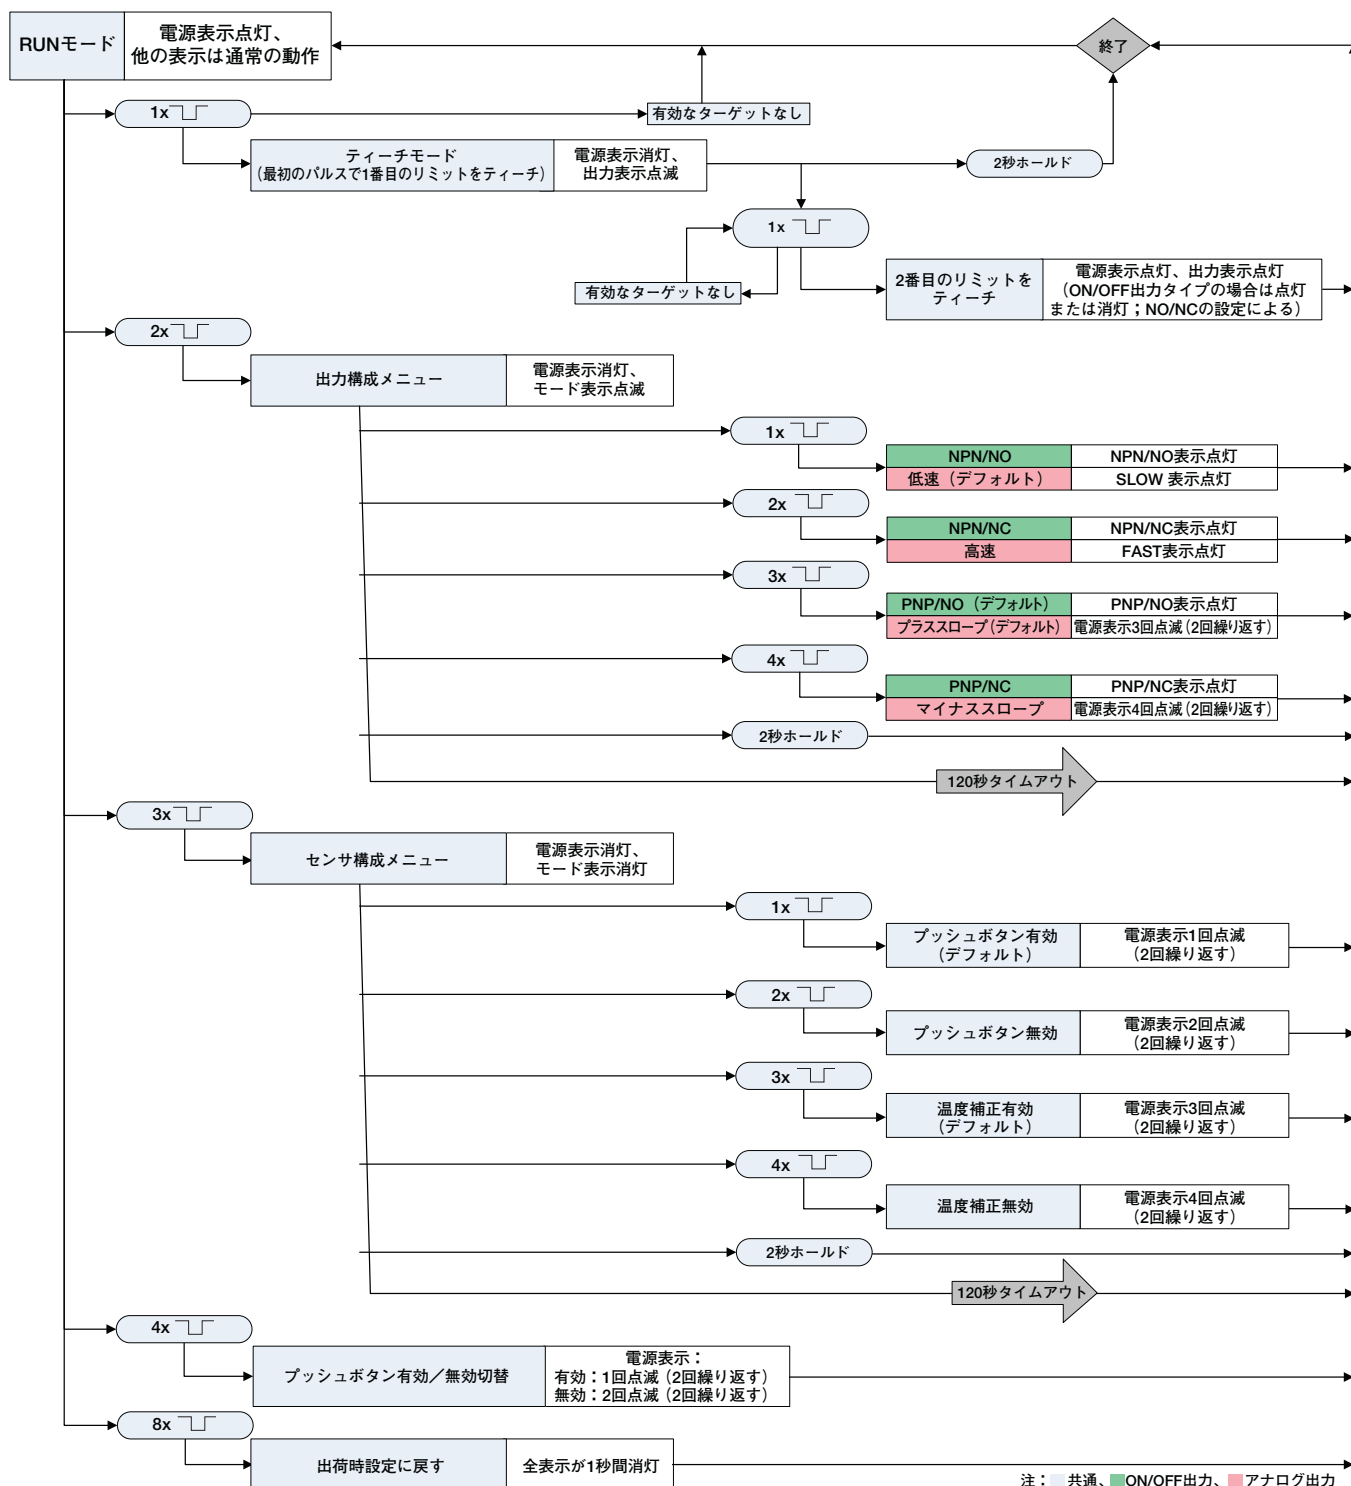 RUNモード
電源表示点灯、
他の表示は通常の動作
終了
1x
有効なターゲットなし
ティーチモード
(最初のパルスで1番目のリミットをティーチ)
電源表示消灯、
出力表示点滅
2秒ホールド
1x
有効なターゲットなし
2番目のリミットを
ティーチ
電源表示点灯、出力表示点灯
(ON/OFF出力タイプの場合は点灯
または消灯；NO/NCの設定による)
2x
出力構成メニュー
電源表示消灯、
モード表示点滅
1x
NPN/NO
NPN/NO表示点灯
低速（デフォルト）
SLOW 表示点灯
2x
NPN/NC
NPN/NC表示点灯
高速
FAST表示点灯
3x
PNP/NO（デフォルト）
PNP/NO表示点灯
プラススロープ(デフォルト)
電源表示3回点滅(2回繰り返す)
4x
PNP/NC
PNP/NC表示点灯
マイナススロープ
電源表示4回点滅(2回繰り返す)
2秒ホールド
120秒タイムアウト
3x
センサ構成メニュー
電源表示消灯、
モード表示消灯
1x
プッシュボタン有効
(デフォルト)
電源表示1回点滅
(2回繰り返す)
2x
プッシュボタン無効
電源表示2回点滅
(2回繰り返す)
3x
温度補正有効
(デフォルト)
電源表示3回点滅
(2回繰り返す)
4x
温度補正無効
電源表示4回点滅
(2回繰り返す)
2秒ホールド
120秒タイムアウト
4x
プッシュボタン有効／無効切替
電源表示：
有効：1回点滅(2回繰り返す)
無効：2回点滅(2回繰り返す)
8x
出荷時設定に戻す
全表示が1秒間消灯
注： 共通、 ON/OFF出力、 アナログ出力